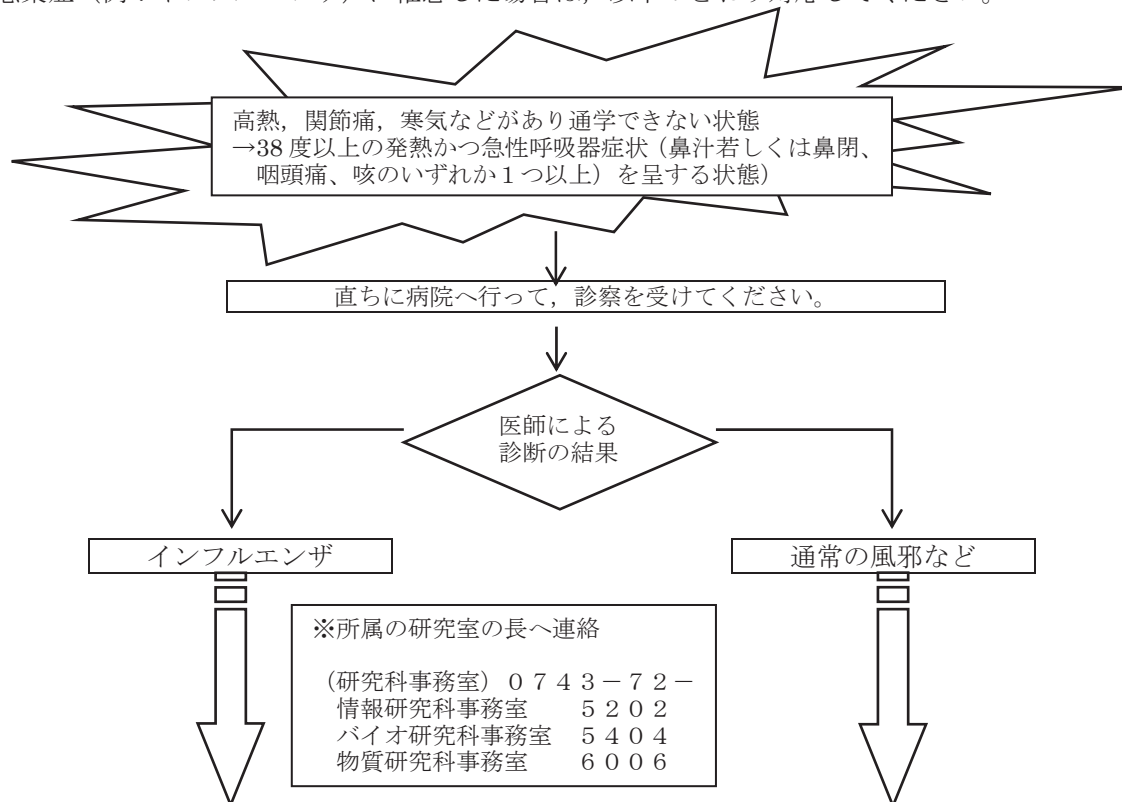 高熱，関節痛，寒気などがあり通学できない状態
→38 度以上の発熱かつ急性呼吸器症状（鼻汁若しくは鼻閉、
咽頭痛、咳のいずれか１つ以上）を呈する状態）
直ちに病院へ行って，診察を受けてください。
医師による
診断の結果
インフルエンザ
通常の風邪など
※所属の研究室の長へ連絡
（研究科事務室）０７４３－７２－
情報研究科事務室　５２０２
バイオ研究科事務室　５４０４
物質研究科事務室　６００６